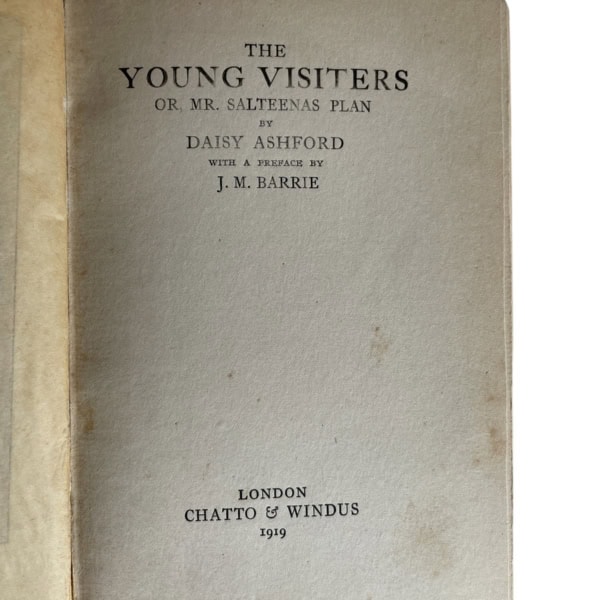 THE
YOUNG VISITERS
OR, MR. SALTEENAS PLAN
BY
DAISY ASHFORD
WITH A PREFACE BY
J. M. BARRIE
LONDON
CHATTO & WINDUS
1919